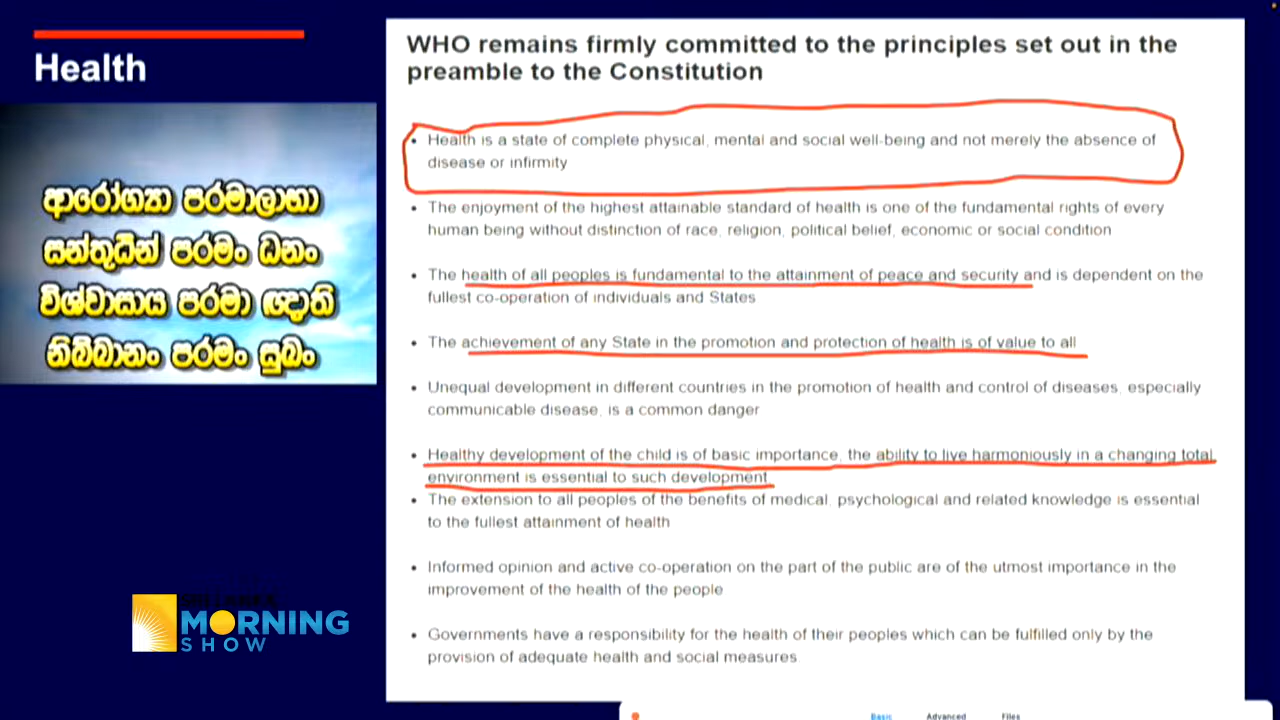 Health
ආරෝග්‍යා පරමාලාභා
සන්තුට්ඨින් පරමං ධනං
විශ්වාසාය පරමා ඥාති
නිබ්බානං පරමං සුඛං
WHO remains firmly committed to the principles set out in the
preamble to the Constitution
• Health is a state of complete physical, mental and social well-being and not merely the absence of
disease or infirmity
• The enjoyment of the highest attainable standard of health is one of the fundamental rights of every
human being without distinction of race, religion, political belief, economic or social condition
• The health of all peoples is fundamental to the attainment of peace and security and is dependent on the
fullest co-operation of individuals and States
• The achievement of any State in the promotion and protection of health is of value to all
• Unequal development in different countries in the promotion of health and control of diseases, especially
communicable disease, is a common danger
• Healthy development of the child is of basic importance, the ability to live harmoniously in a changing total
environment is essential to such development
• The extension to all peoples of the benefits of medical, psychological and related knowledge is essential
to the fullest attainment of health
• Informed opinion and active co-operation on the part of the public are of the utmost importance in the
improvement of the health of the people
• Governments have a responsibility for the health of their peoples which can be fulfilled only by the
provision of adequate health and social measures
MORNING
SHOW
Basic Advanced Files